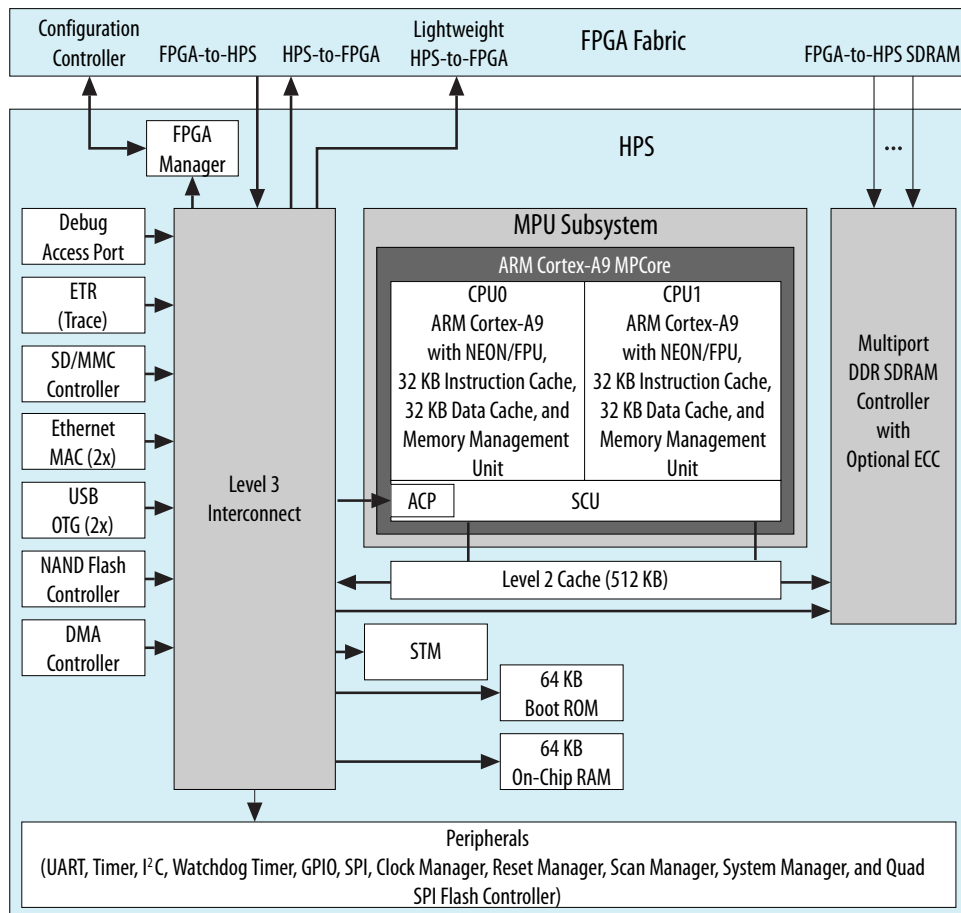 Configuration
Controller
FPGA-to-HPS
HPS-to-FPGA
Lightweight
HPS-to-FPGA
FPGA Fabric
FPGA-to-HPS SDRAM
FPGA
Manager
HPS
...
Debug
Access Port
ETR
(Trace)
SD/MMC
Controller
Ethernet
MAC (2x)
USB
OTG (2x)
NAND Flash
Controller
DMA
Controller
Level 3
Interconnect
MPU Subsystem
ARM Cortex-A9 MPCore
CPU0
ARM Cortex-A9
with NEON/FPU,
32 KB Instruction Cache,
32 KB Data Cache, and
Memory Management
Unit
CPU1
ARM Cortex-A9
with NEON/FPU,
32 KB Instruction Cache,
32 KB Data Cache, and
Memory Management
Unit
ACP
SCU
Level 2 Cache (512 KB)
Multiport
DDR SDRAM
Controller
with
Optional ECC
STM
64 KB
Boot ROM
64 KB
On-Chip RAM
Peripherals
(UART, Timer, I²C, Watchdog Timer, GPIO, SPI, Clock Manager, Reset Manager, Scan Manager, System Manager, and Quad
SPI Flash Controller)